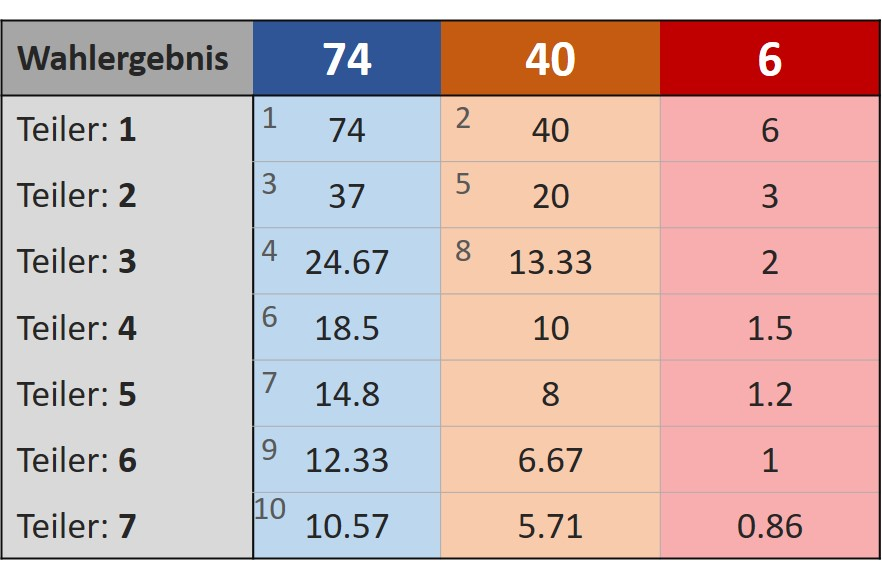 Wahlergebnis 74 40 6
Teiler: 1 1 74 2 40 6
Teiler: 2 3 37 5 20 3
Teiler: 3 4 24.67 8 13.33 2
Teiler: 4 6 18.5 10 1.5
Teiler: 5 7 14.8 8 1.2
Teiler: 6 9 12.33 6.67 1
Teiler: 7 10 10.57 5.71 0.86